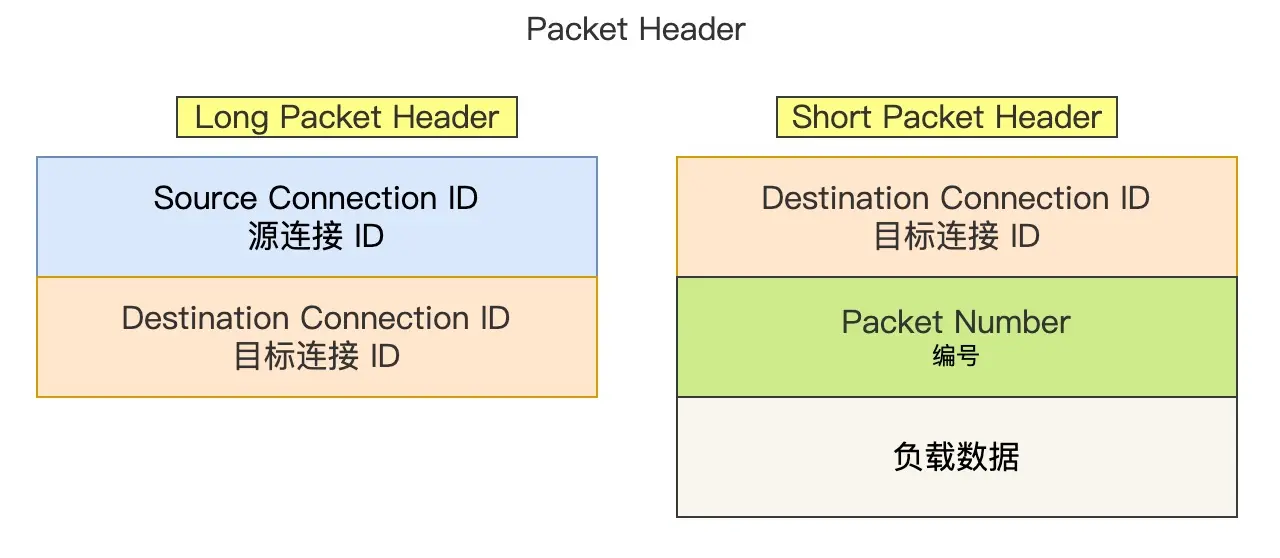 Packet Header
Long Packet Header
Source Connection ID
源连接 ID
Destination Connection ID
目标连接 ID
Short Packet Header
Destination Connection ID
目标连接 ID
Packet Number
编号
负载数据